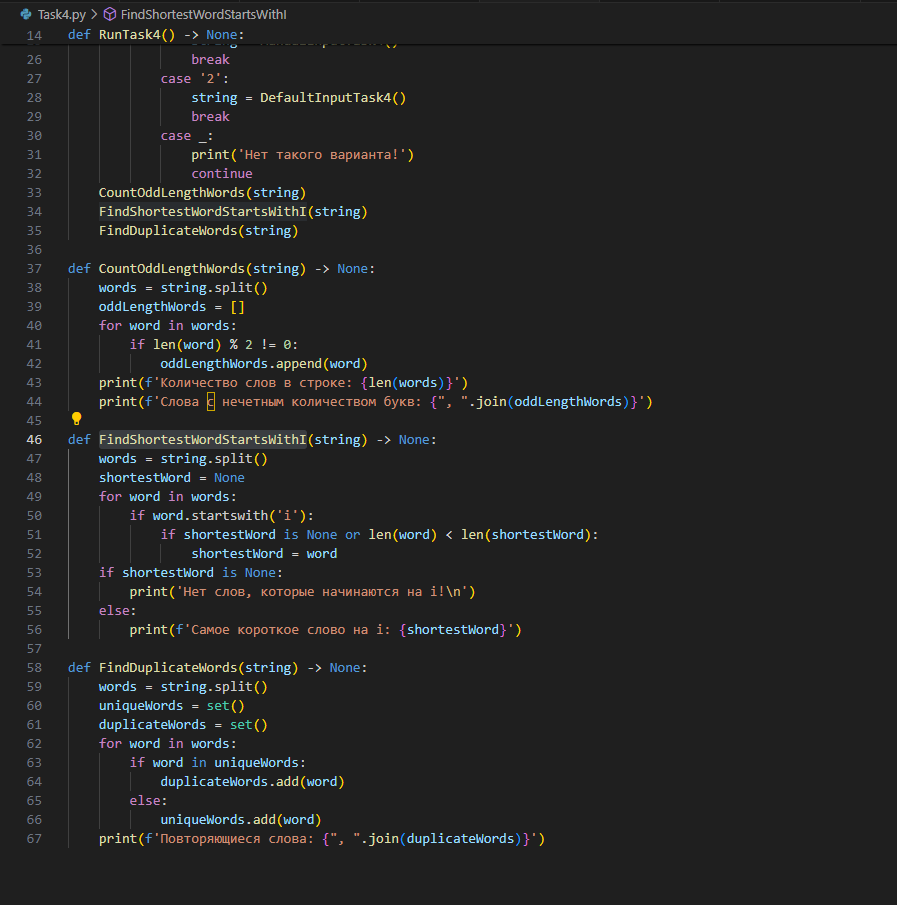 Task4.py > FindShortestWordStartsWithI
14 def RunTask4() -> None:
26 break
27 case '2':
28 string = DefaultInputTask4()
29 break
30 case _:
31 print('Нет такого варианта!')
32 continue
33 CountOddLengthWords(string)
34 FindShortestWordStartsWithI(string)
35 FindDuplicateWords(string)
36
37 def CountOddLengthWords(string) -> None:
38 words = string.split()
39 oddLengthWords = []
40 for word in words:
41 if len(word) % 2 != 0:
42 oddLengthWords.append(word)
43 print(f'Количество слов в строке: {len(words)}')
44 print(f'Слова с нечетным количеством букв: {", ".join(oddLengthWords)}')
45
46 def FindShortestWordStartsWithI(string) -> None:
47 words = string.split()
48 shortestWord = None
49 for word in words:
50 if word.startswith('i'):
51 if shortestWord is None or len(word) < len(shortestWord):
52 shortestWord = word
53 if shortestWord is None:
54 print('Нет слов, которые начинаются на i!\n')
55 else:
56 print(f'Самое короткое слово на i: {shortestWord}')
57
58 def FindDuplicateWords(string) -> None:
59 words = string.split()
60 uniqueWords = set()
61 duplicateWords = set()
62 for word in words:
63 if word in uniqueWords:
64 duplicateWords.add(word)
65 else:
66 uniqueWords.add(word)
67 print(f'Повторяющиеся слова: {", ".join(duplicateWords)}')